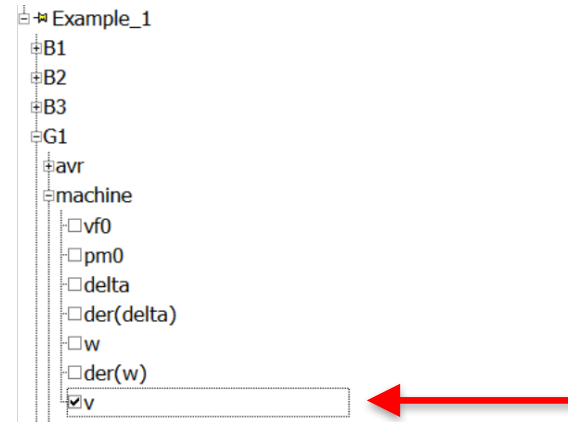 Example_1
B1
B2
B3
G1
avr
machine
vf0
pm0
delta
der(delta)
w
der(w)
v